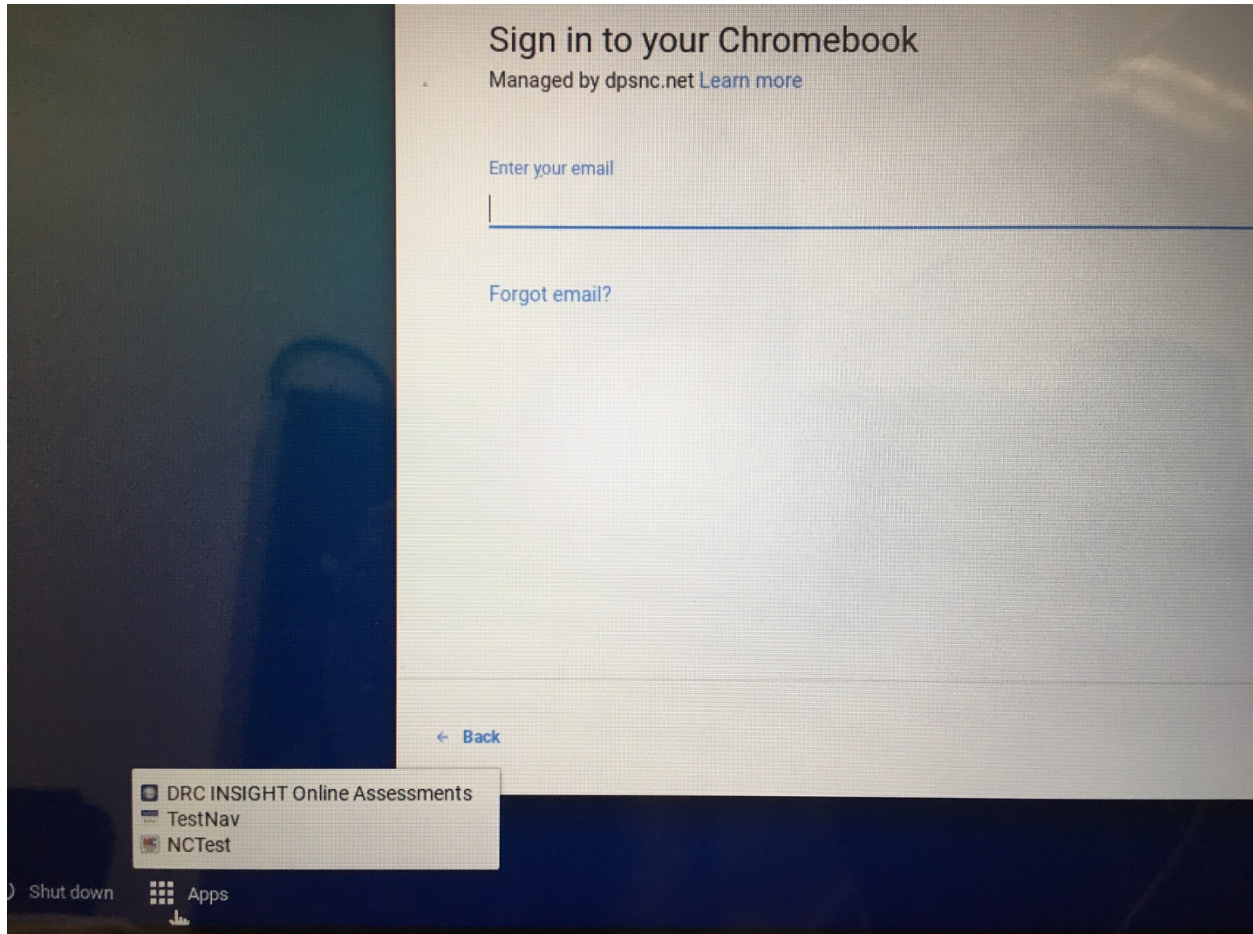 Sign in to your Chromebook
Managed by dpsnc.net Learn more
Enter your email
Forgot email?
← Back
DRC INSIGHT Online Assessments
TestNav
NCTest
Shut down
Apps